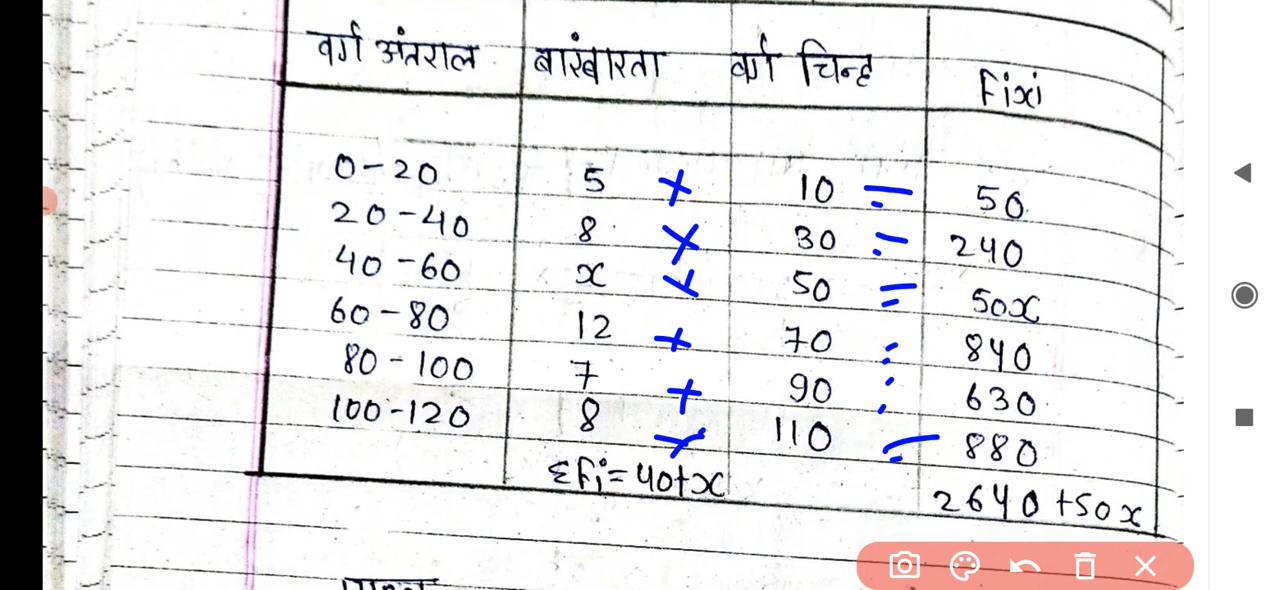 वर्ग अंतराल बारंबारता वर्ग चिन्ह fixi
0-20 5 × 10 = 50
20-40 8 × 30 = 240
40-60 x × 50 = 50x
60-80 12 × 70 = 840
80-100 7 × 90 = 630
100-120 8 × 110 = 880
Σfi = 40+x 2640+50x